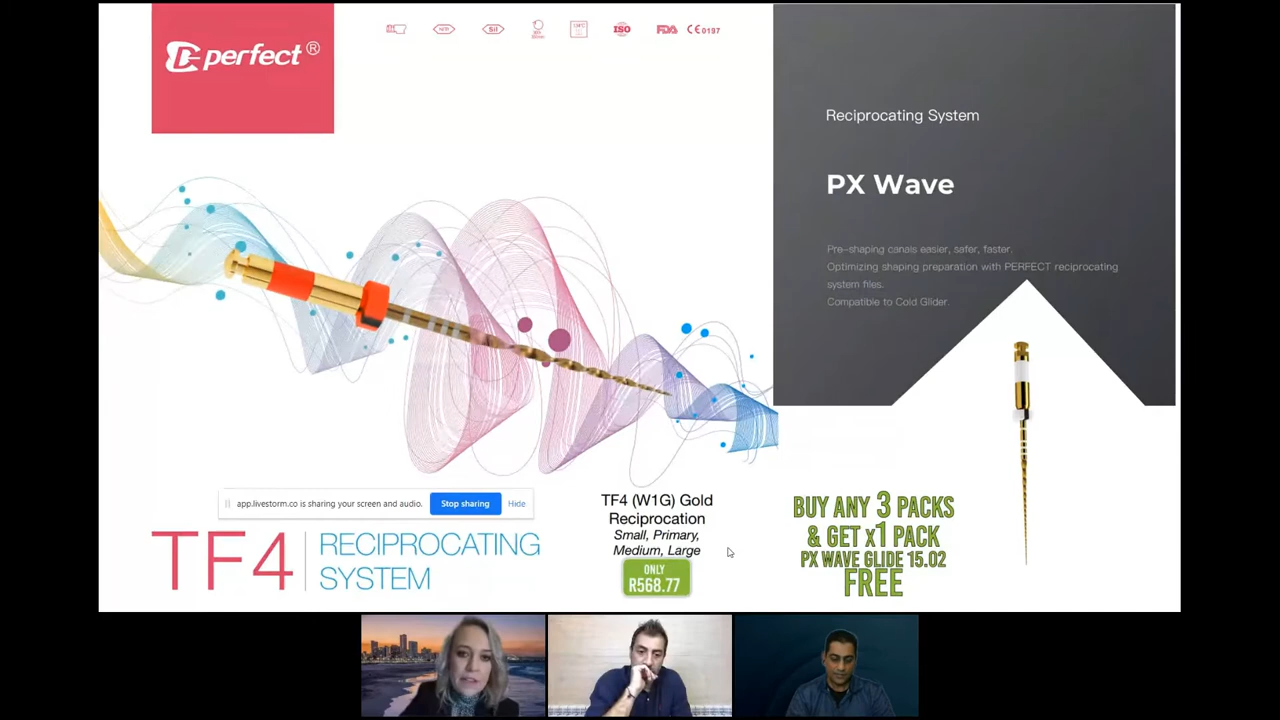 perfect®
NiTi
Sif
ISO
FDA
CE0197
Reciprocating System
PX Wave
Pre-shaping canals easier, safer, faster.
Optimizing shaping preparation with PERFECT reciprocating
system files.
Compatible to Cold Glider.
app.livestorm.co is sharing your screen and audio.
Stop sharing
Hide
TF4
RECIPROCATING
SYSTEM
TF4 (W1G) Gold
Reciprocation
Small, Primary,
Medium, Large
ONLY
R568.77
BUY ANY 3 PACKS
& GET x1 PACK
PX WAVE GLIDE 15.02
FREE